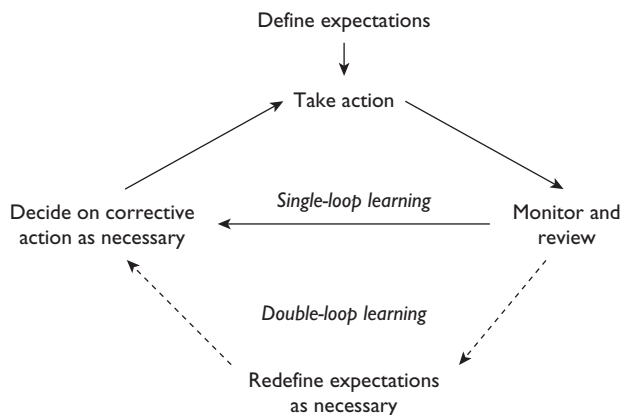 Define expectations
Take action
Single-loop learning
Decide on corrective
action as necessary
Monitor and
review
Double-loop learning
Redefine expectations
as necessary